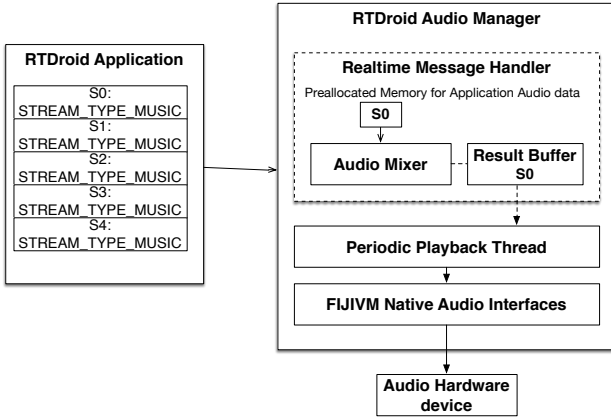 RTDroid Application
S0:
STREAM_TYPE_MUSIC
S1:
STREAM_TYPE_MUSIC
S2:
STREAM_TYPE_MUSIC
S3:
STREAM_TYPE_MUSIC
S4:
STREAM_TYPE_MUSIC
RTDroid Audio Manager
Realtime Message Handler
Preallocated Memory for Application Audio data
S0
Audio Mixer
Result Buffer
S0
Periodic Playback Thread
FIJIVM Native Audio Interfaces
Audio Hardware
device